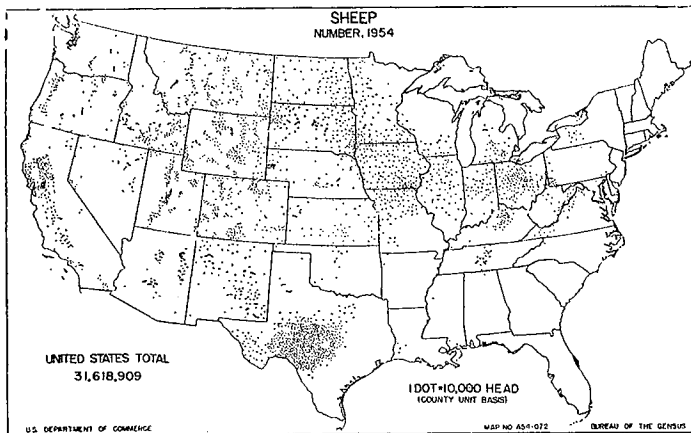 SHEEP
NUMBER, 1954
UNITED STATES TOTAL
31,618,909
1 DOT=10,000 HEAD
(COUNTY UNIT BASIS)
U.S. DEPARTMENT OF COMMERCE
MAP NO A54-072
BUREAU OF THE CENSUS